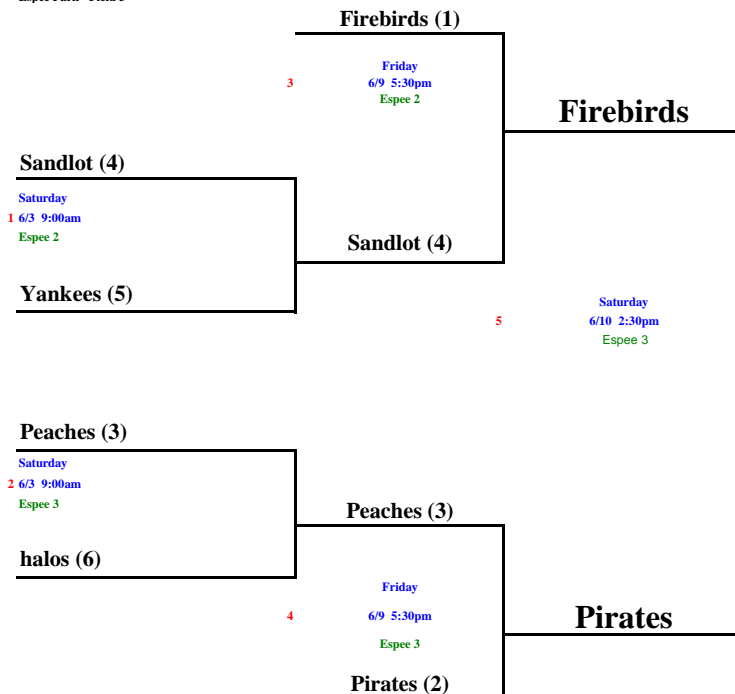 Firebirds (1)
Friday
3 6/9 5:30pm
Espee 2
Firebirds
Sandlot (4)
Saturday
1 6/3 9:00am
Espee 2
Sandlot (4)
Yankees (5)
Saturday
5 6/10 2:30pm
Espee 3
Peaches (3)
Saturday
2 6/3 9:00am
Espee 3
Peaches (3)
halos (6)
Friday
4 6/9 5:30pm
Espee 3
Pirates
Pirates (2)